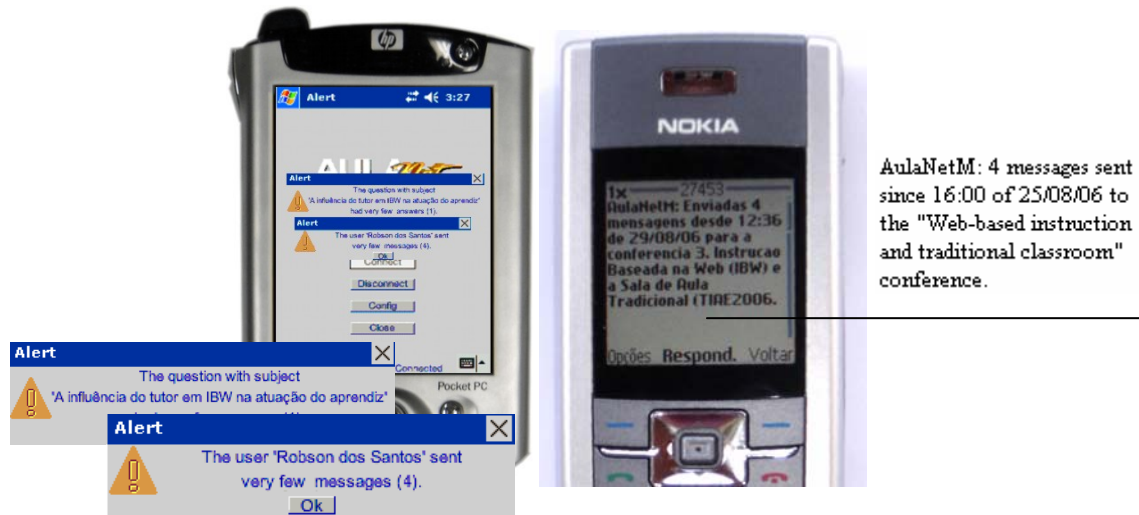 hp
Alert 3:27
AULA Net
Alert
The question with subject
'A influência do tutor em IBW na atuação do aprendiz'
had very few answers (1).
Alert
The user 'Robson dos Santos' sent
very few messages (4).
Ok
Connect
Disconnect
Config
Close
Connected
Pocket PC
Alert
The question with subject
'A influência do tutor em IBW na atuação do aprendiz'
Alert
The user 'Robson dos Santos' sent
very few messages (4).
Ok
NOKIA
1x 27453
AulaNetM: Enviadas 4
mensagens desde 12:36
de 29/08/06 para a
conferencia 3. Instrucao
Baseada na Web (IBW) e
a Sala de Aula
Tradicional (TIAE2006.
Opções Respond. Voltar
AulaNetM: 4 messages sent
since 16:00 of 25/08/06 to
the "Web-based instruction
and traditional classroom"
conference.